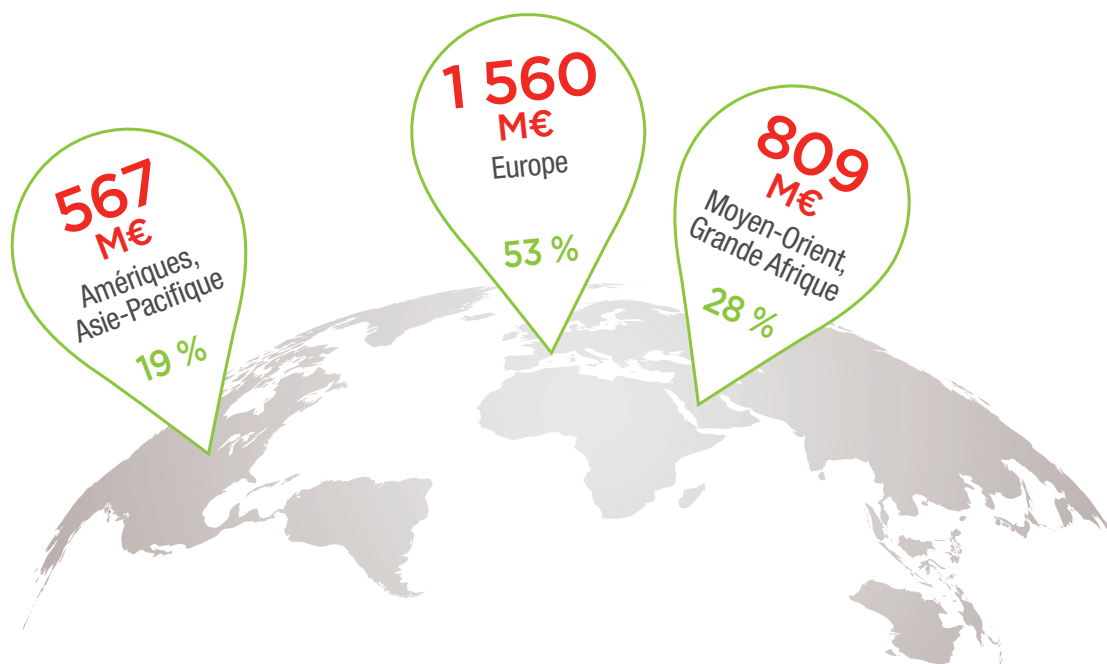 567
M€
Amériques,
Asie-Pacifique
19 %
1 560
M€
Europe
53 %
809
M€
Moyen-Orient,
Grande Afrique
28 %